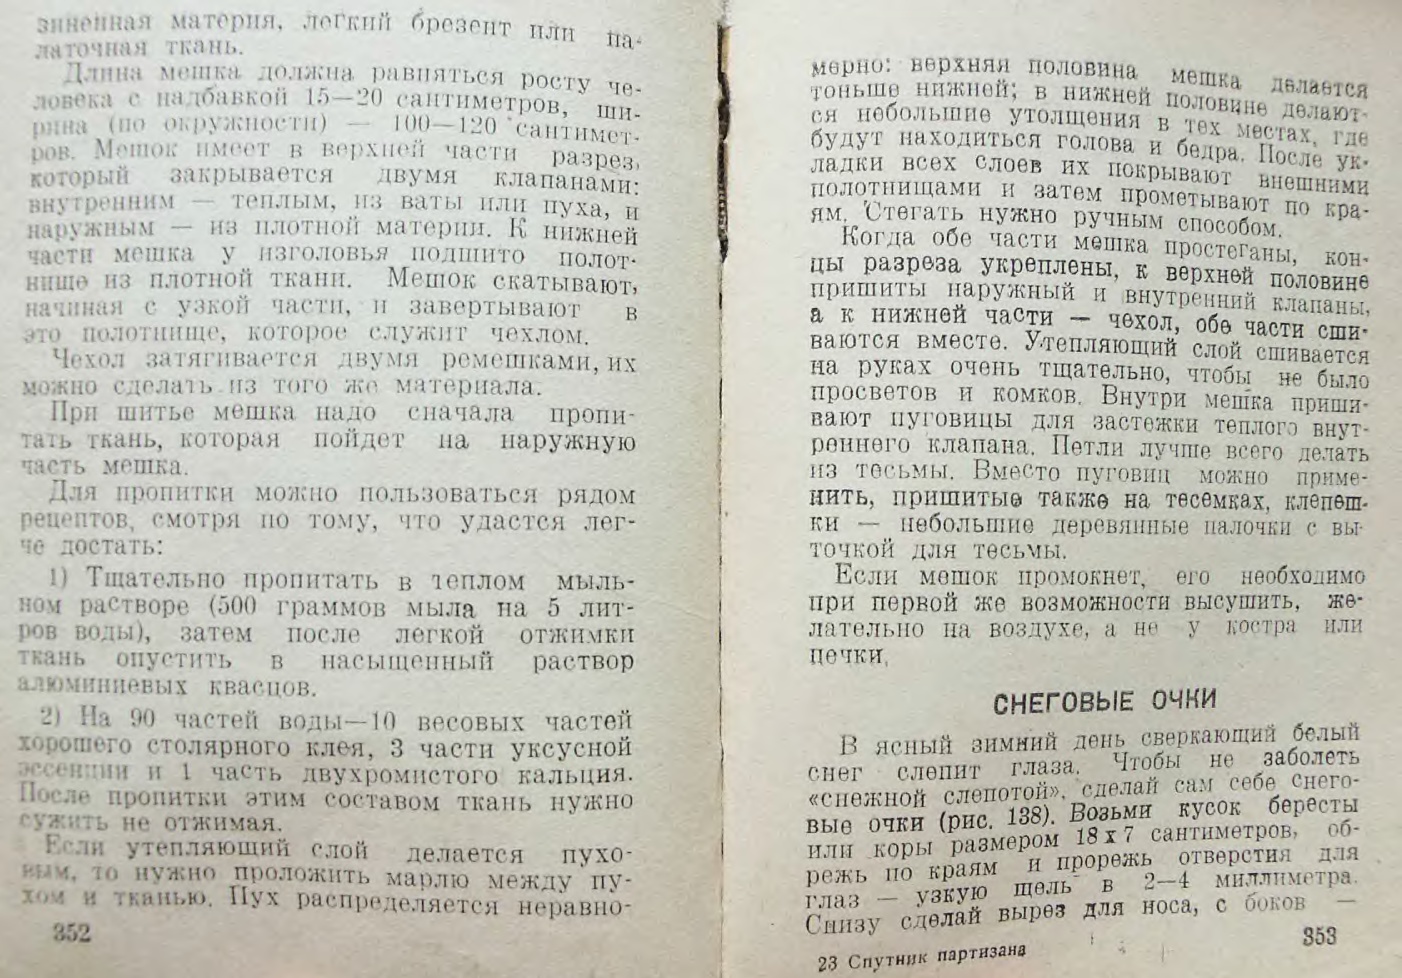 зиненная материя, легкий брезент или па-
латочная ткань.
Длина мешка должна равняться росту че-
ловека с надбавкой 15—20 сантиметров, ши-
рина (по окружности) — 100—120 сантимет-
ров. Мешок имеет в верхней части разрез,
который закрывается двумя клапанами:
внутренним — теплым, из ваты или пуха, и
наружным — из плотной материи. К нижней
части мешка у изголовья подшито полот-
нище из плотной ткани. Мешок скатывают,
начиная с узкой части, и завертывают в
это полотнище, которое служит чехлом.
Чехол затягивается двумя ремешками, их
можно сделать из того же материала.
При шитье мешка надо сначала пропи-
тать ткань, которая пойдет на наружную
часть мешка.
Для пропитки можно пользоваться рядом
рецептов, смотря по тому, что удастся лег-
че достать:
1) Тщательно пропитать в теплом мыль-
ном растворе (500 граммов мыла на 5 лит-
ров воды), затем после легкой отжимки
ткань опустить в насыщенный раствор
алюминиевых квасцов.
2) На 90 частей воды—10 весовых частей
хорошего столярного клея, 3 части уксусной
эссенции и 1 часть двухромистого кальция.
После пропитки этим составом ткань нужно
сужить не отжимая.
Если утепляющий слой делается пухо-
вым, то нужно проложить марлю между пу-
хом и тканью. Пух распределяется неравно-
352
мерно: верхняя половина мешка делается
тоньше нижней; в нижней половине делают-
ся небольшие утолщения в тех местах, где
будут находиться голова и бедра. После ук-
ладки всех слоев их покрывают внешними
полотнищами и затем прометывают по кра-
ям. Стегать нужно ручным способом.
Когда обе части мешка простеганы, кон-
цы разреза укреплены, к верхней половине
пришиты наружный и внутренний клапаны,
а к нижней части — чехол, обе части сши-
ваются вместе. Утепляющий слой сшивается
на руках очень тщательно, чтобы не было
просветов и комков. Внутри мешка приши-
вают пуговицы для застежки теплого внут-
реннего клапана. Петли лучше всего делать
из тесьмы. Вместо пуговиц можно приме-
нить, пришитые также на тесемках, клепеш-
ки — небольшие деревянные палочки с вы-
точкой для тесьмы.
Если мешок промокнет, его необходимо
при первой же возможности высушить, же-
лательно на воздухе, а не у костра или
печки,
СНЕГОВЫЕ ОЧКИ
В ясный зимний день сверкающий белый
снег слепит глаза. Чтобы не заболеть
«снежной слепотой», сделай сам себе снего-
вые очки (рис. 138). Возьми кусок бересты
или коры размером 18 х 7 сантиметров, об-
режь по краям и прорежь отверстия для
глаз — узкую щель в 2—4 миллиметра.
Снизу сделай вырез для носа, с боков —
23 Спутник партизана
353